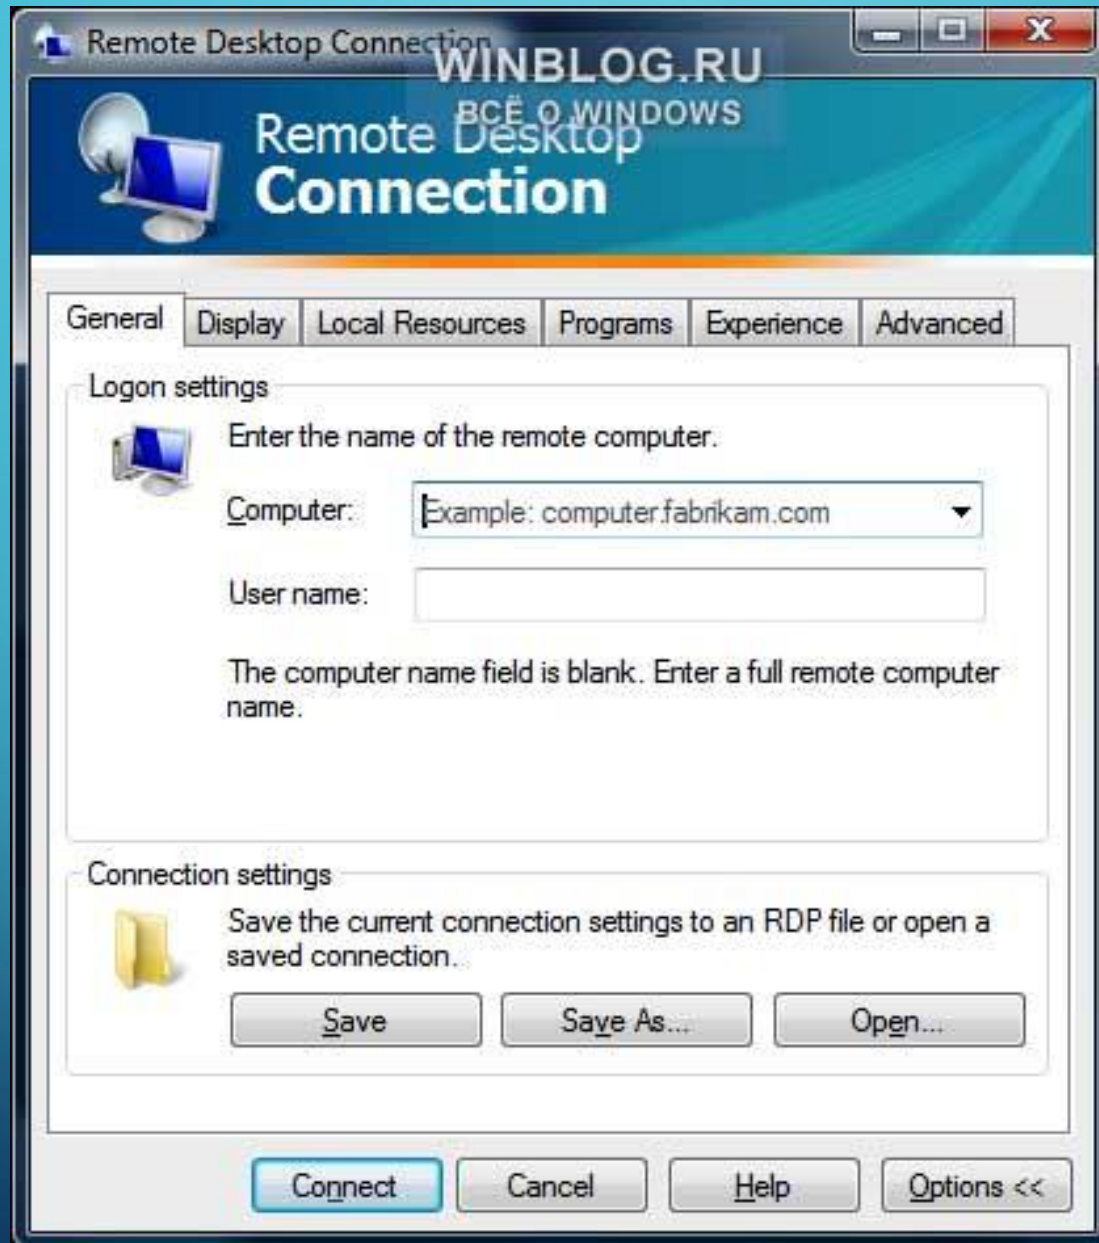 Remote Desktop Connection
WINBLOG.RU
ВСЁ О WINDOWS
Remote Desktop
Connection
General Display Local Resources Programs Experience Advanced
Logon settings
Enter the name of the remote computer.
Computer: Example: computer.fabrikam.com
User name:
The computer name field is blank. Enter a full remote computer
name.
Connection settings
Save the current connection settings to an RDP file or open a
saved connection.
Save Save As... Open...
Connect Cancel Help Options <<